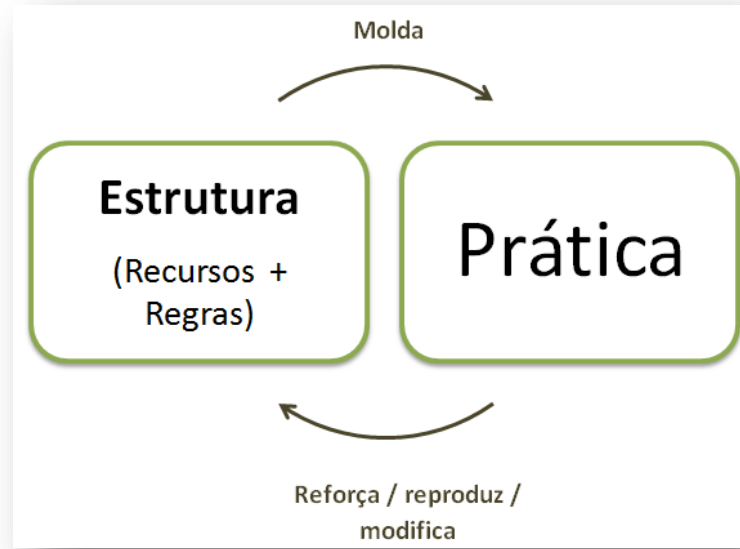 Molda
Estrutura
(Recursos +
Regras)
Prática
Reforça / reproduz /
modifica